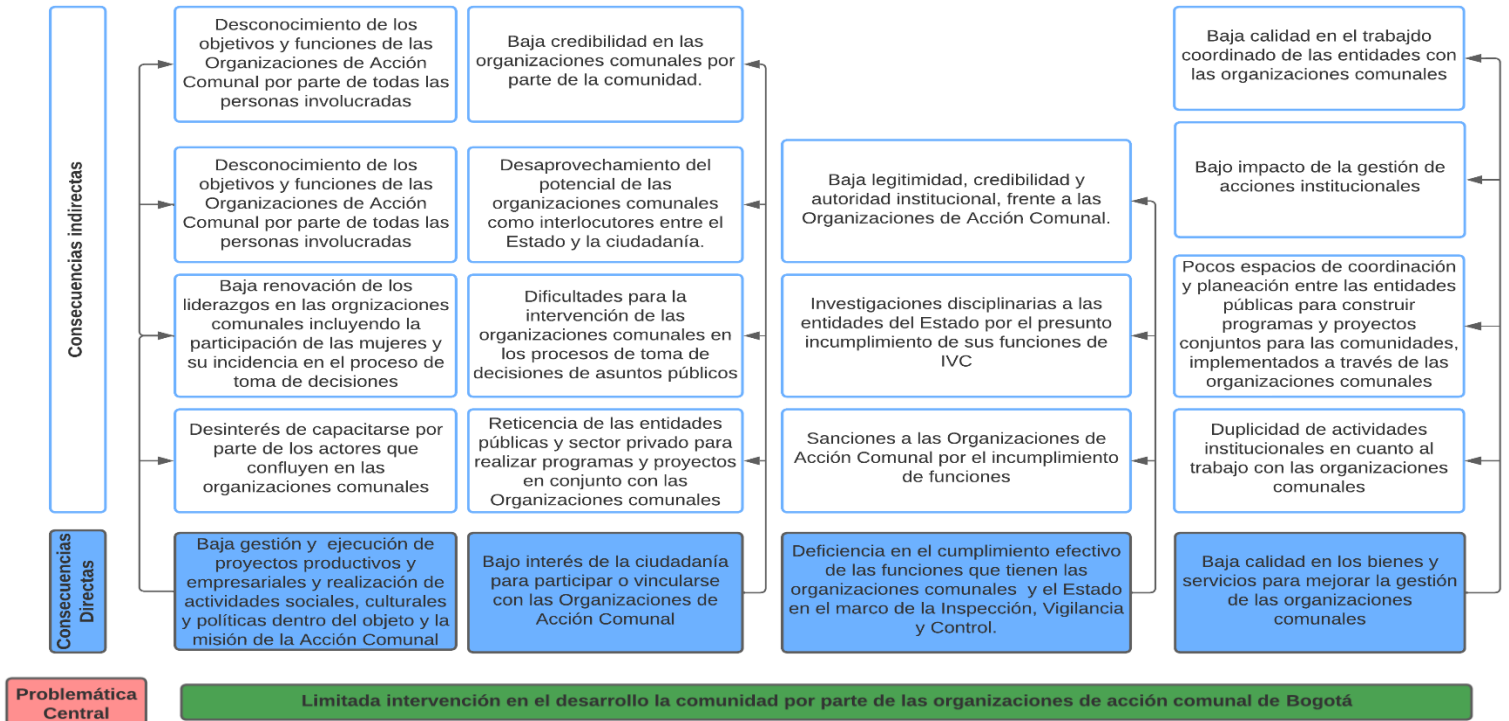 Consecuencias indirectas
Desconocimiento de los
objetivos y funciones de las
Organizaciones de Acción
Comunal por parte de todas las
personas involucradas
Baja credibilidad en las
organizaciones comunales por
parte de la comunidad.
Baja calidad en el trabajdo
coordinado de las entidades con
las organizaciones comunales
Desconocimiento de los
objetivos y funciones de las
Organizaciones de Acción
Comunal por parte de todas las
personas involucradas
Desaprovechamiento del
potencial de las
organizaciones comunales
como interlocutores entre el
Estado y la ciudadanía.
Baja legitimidad, credibilidad y
autoridad institucional, frente a las
Organizaciones de Acción Comunal.
Bajo impacto de la gestión de
acciones institucionales
Baja renovación de los
liderazgos en las orgnizaciones
comunales incluyendo la
participación de las mujeres y
su incidencia en el proceso de
toma de decisiones
Dificultades para la
intervención de las
organizaciones comunales en
los procesos de toma de
decisiones de asuntos públicos
Investigaciones disciplinarias a las
entidades del Estado por el presunto
incumplimiento de sus funciones de
IVC
Pocos espacios de coordinación
y planeación entre las entidades
públicas para construir
programas y proyectos
conjuntos para las comunidades,
implementados a través de las
organizaciones comunales
Desinterés de capacitarse por
parte de los actores que
confluyen en las
organizaciones comunales
Reticencia de las entidades
públicas y sector privado para
realizar programas y proyectos
en conjunto con las
Organizaciones comunales
Sanciones a las Organizaciones de
Acción Comunal por el incumplimiento
de funciones
Duplicidad de actividades
institucionales en cuanto al
trabajo con las organizaciones
comunales
Consecuencias
Directas
Baja gestión y ejecución de
proyectos productivos y
empresariales y realización de
actividades sociales, culturales
y políticas dentro del objeto y la
misión de la Acción Comunal
Bajo interés de la ciudadanía
para participar o vincularse
con las Organizaciones de
Acción Comunal
Deficiencia en el cumplimiento efectivo
de las funciones que tienen las
organizaciones comunales y el Estado
en el marco de la Inspección, Vigilancia
y Control.
Baja calidad en los bienes y
servicios para mejorar la gestión
de las organizaciones
comunales
Problemática
Central
Limitada intervención en el desarrollo la comunidad por parte de las organizaciones de acción comunal de Bogotá